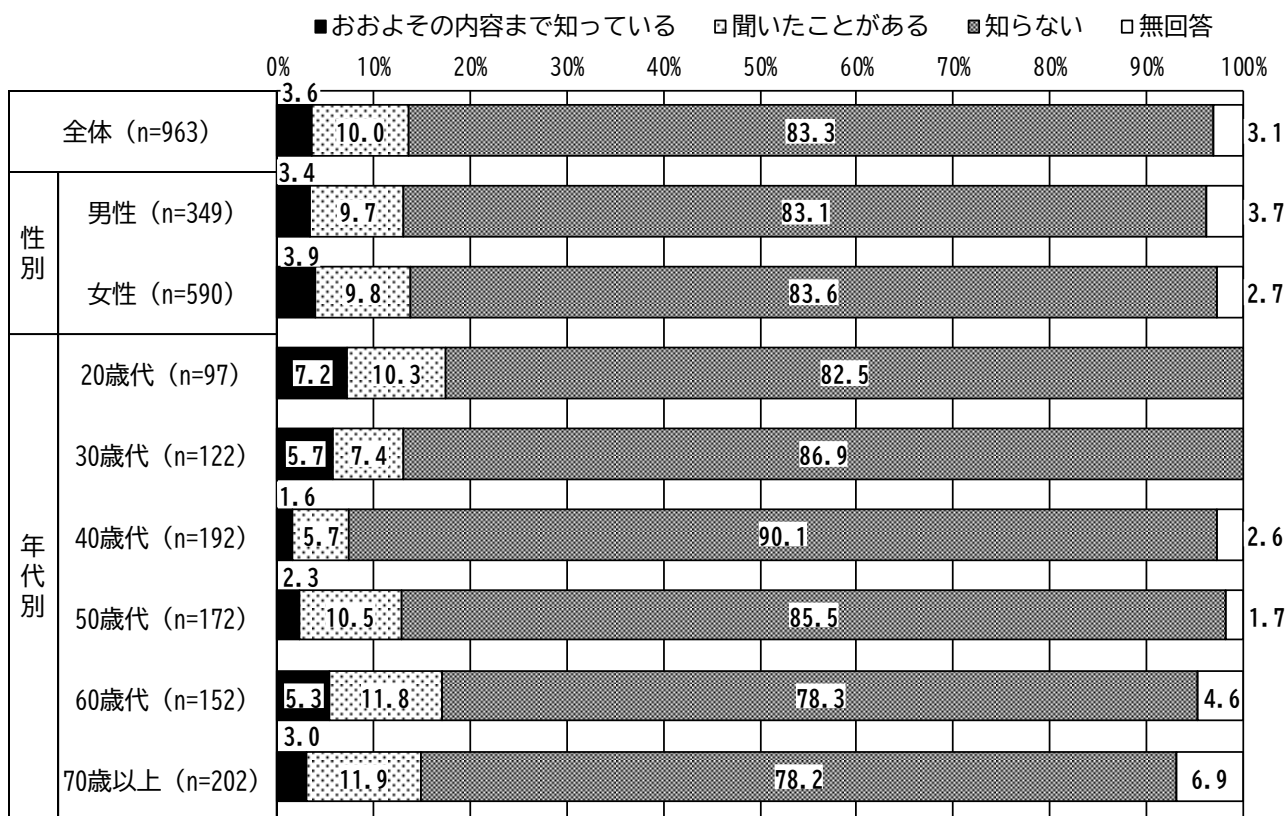 ■おおよその内容まで知っている □聞いたことがある ■知らない □無回答
0% 10% 20% 30% 40% 50% 60% 70% 80% 90% 100%
全体 (n=963) 3.6 10.0 83.3 3.1
性別
男性 (n=349) 3.4 9.7 83.1 3.7
女性 (n=590) 3.9 9.8 83.6 2.7
年代別
20歳代 (n=97) 7.2 10.3 82.5
30歳代 (n=122) 5.7 7.4 86.9
40歳代 (n=192) 1.6 5.7 90.1 2.6
50歳代 (n=172) 2.3 10.5 85.5 1.7
60歳代 (n=152) 5.3 11.8 78.3 4.6
70歳以上 (n=202) 3.0 11.9 78.2 6.9